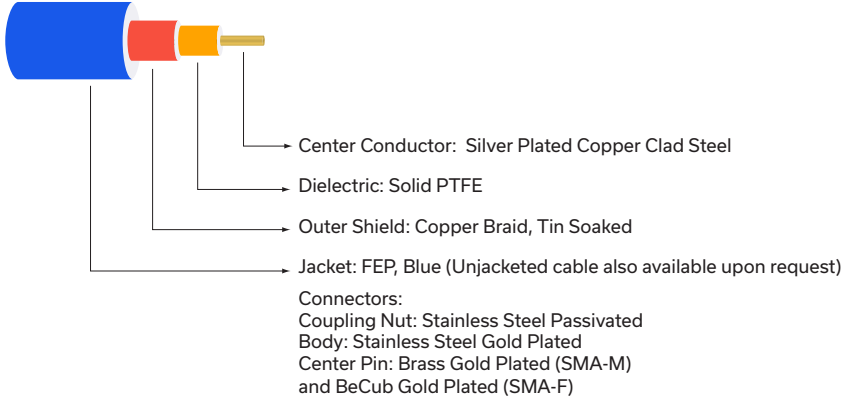 Center Conductor: Silver Plated Copper Clad Steel
Dielectric: Solid PTFE
Outer Shield: Copper Braid, Tin Soaked
Jacket: FEP, Blue (Unjacketed cable also available upon request)
Connectors:
Coupling Nut: Stainless Steel Passivated
Body: Stainless Steel Gold Plated
Center Pin: Brass Gold Plated (SMA-M)
and BeCub Gold Plated (SMA-F)